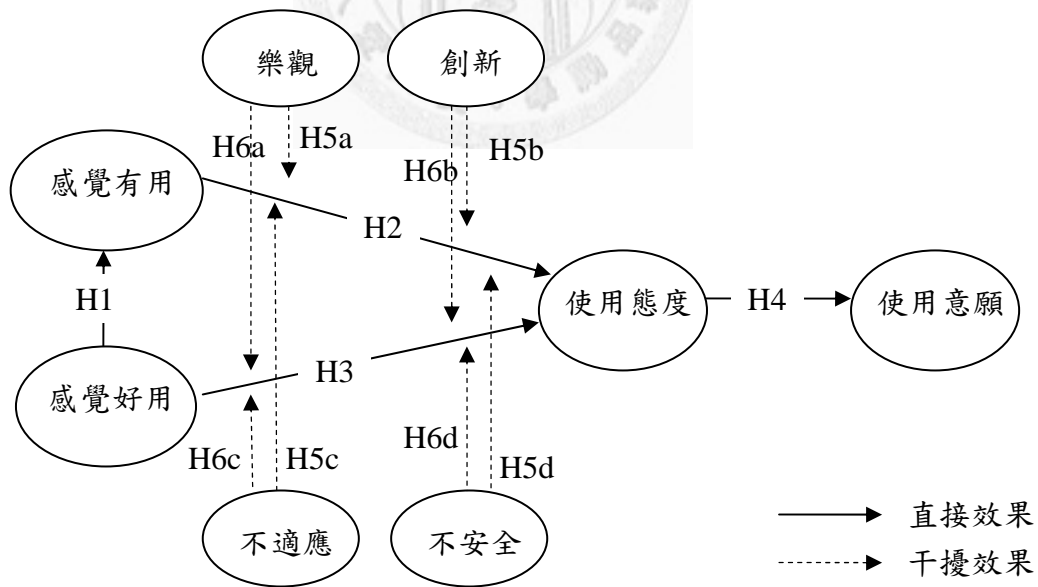 樂觀
創新
H6a
H5a
H6b
H5b
感覺有用
H2
H1
使用態度
H4
使用意願
感覺好用
H3
H6c
H5c
H6d
H5d
不適應
不安全
直接效果
干擾效果